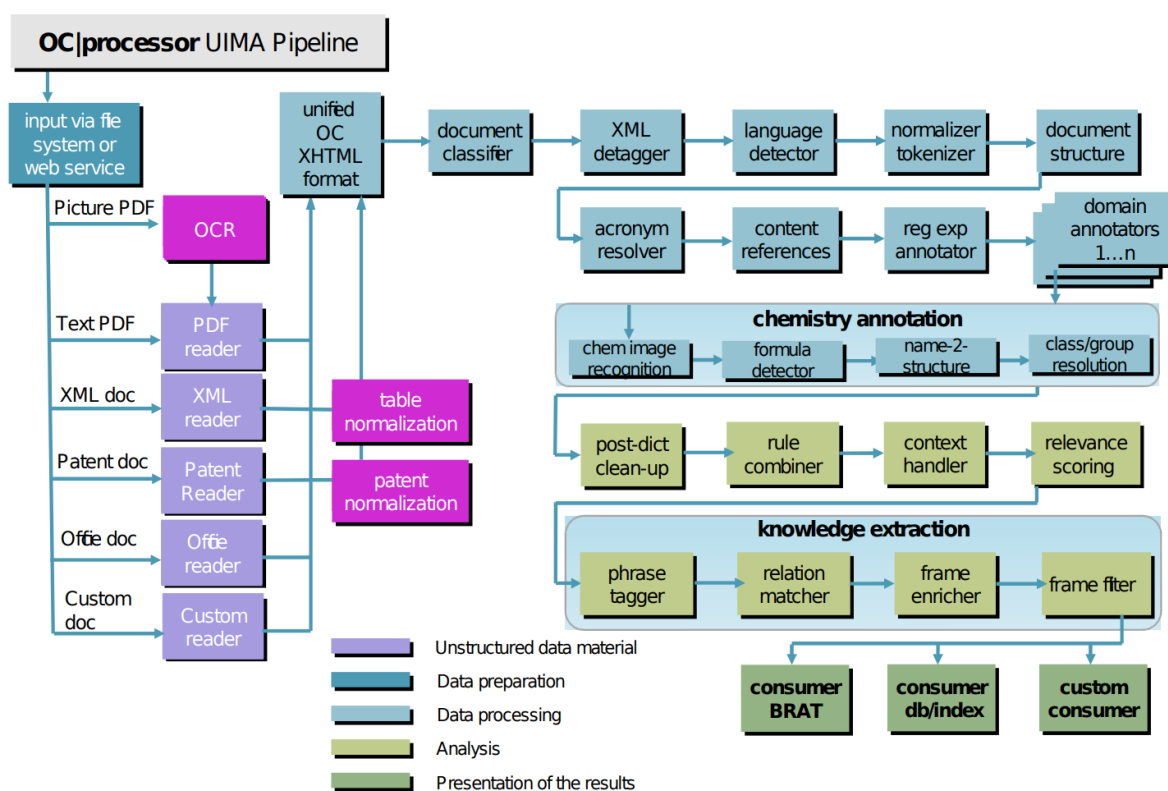 OC|processor UIMA Pipeline
input via file
system or
web service
unified
OC
XHTML
format
document
classifier
XML
detagger
language
detector
normalizer
tokenizer
document
structure
Picture PDF
OCR
acronym
resolver
content
references
reg exp
annotator
domain
annotators
1...n
Text PDF
PDF
reader
chemistry annotation
chem image
recognition
formula
detector
name-2-
structure
class/group
resolution
XML doc
XML
reader
table
normalization
Patent doc
Patent
Reader
patent
normalization
post-dict
clean-up
rule
combiner
context
handler
relevance
scoring
Offie doc
Offie
reader
knowledge extraction
phrase
tagger
relation
matcher
frame
enricher
frame filter
Custom
doc
Custom
reader
Unstructured data material
Data preparation
Data processing
Analysis
Presentation of the results
consumer
BRAT
consumer
db/index
custom
consumer